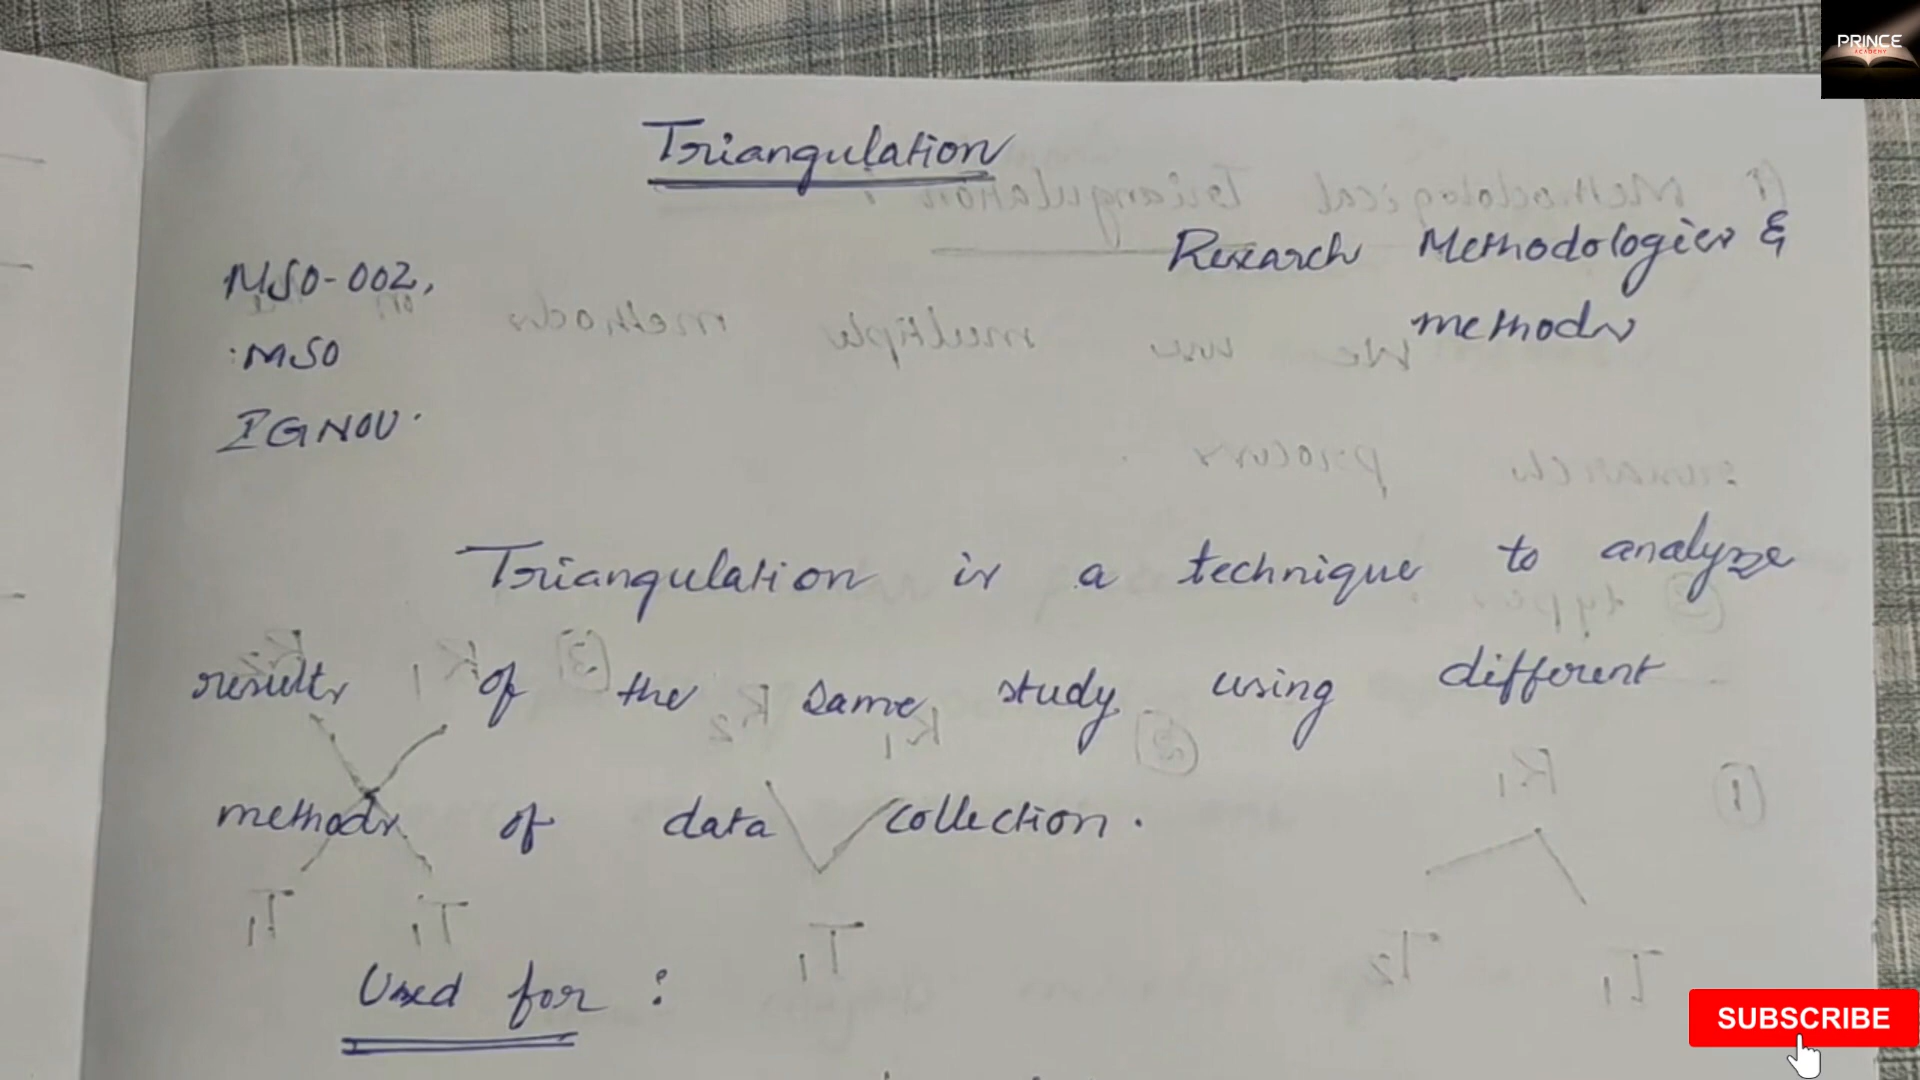 PRINCE
ACADEMY
Triangulation
Research Methodologies &
methods
MSO-002,
MSO
IGNOU.
Triangulation is a technique to analyze
results of the same study using different
methods of data collection.
Used for :
SUBSCRIBE